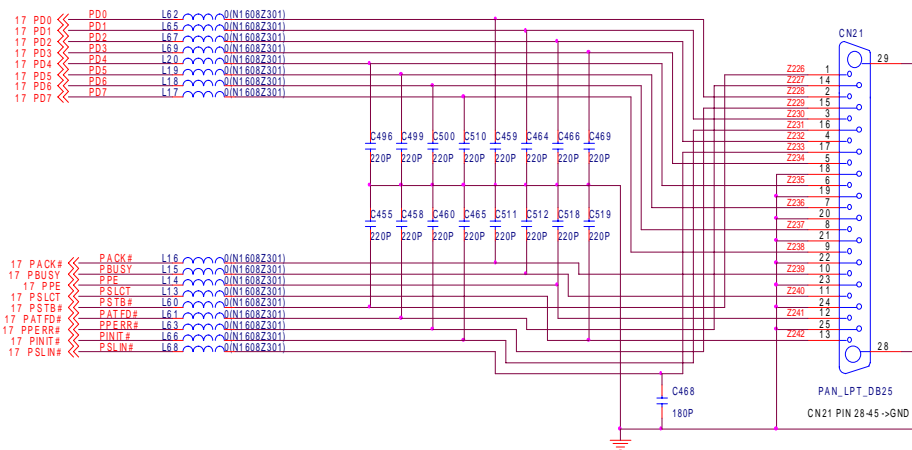 17 PD0 PD0 L62 0(N1608Z301)
17 PD1 PD1 L65 0(N1608Z301)
17 PD2 PD2 L67 0(N1608Z301)
17 PD3 PD3 L69 0(N1608Z301)
17 PD4 PD4 L20 0(N1608Z301)
17 PD5 PD5 L19 0(N1608Z301)
17 PD6 PD6 L18 0(N1608Z301)
17 PD7 PD7 L17 0(N1608Z301)
CN21
29
Z226 1
Z227 14
Z228 2
Z229 15
Z230 3
Z231 16
Z232 4
Z233 17
Z234 5
18
Z235 6
19
Z236 7
20
Z237 8
21
Z238 9
22
Z239 10
23
Z240 11
24
Z241 12
25
Z242 13
28
C496 C499 C500 C510 C459 C464 C466 C469
220P 220P 220P 220P 220P 220P 220P 220P
C455 C458 C460 C465 C511 C512 C518 C519
220P 220P 220P 220P 220P 220P 220P 220P
17 PACK# PACK# L16 0(N1608Z301)
17 PBUSY PBUSY L15 0(N1608Z301)
17 PPE PPE L14 0(N1608Z301)
17 PSLCT PSLCT L13 0(N1608Z301)
17 PSTB# PSTB# L60 0(N1608Z301)
17 PATFD# PATFD# L61 0(N1608Z301)
17 PPERR# PPERR# L63 0(N1608Z301)
17 PINIT# PINIT# L66 0(N1608Z301)
17 PSLIN# PSLIN# L68 0(N1608Z301)
C468
180P
PAN_LPT_DB25
CN21 PIN 28-45 ->GND